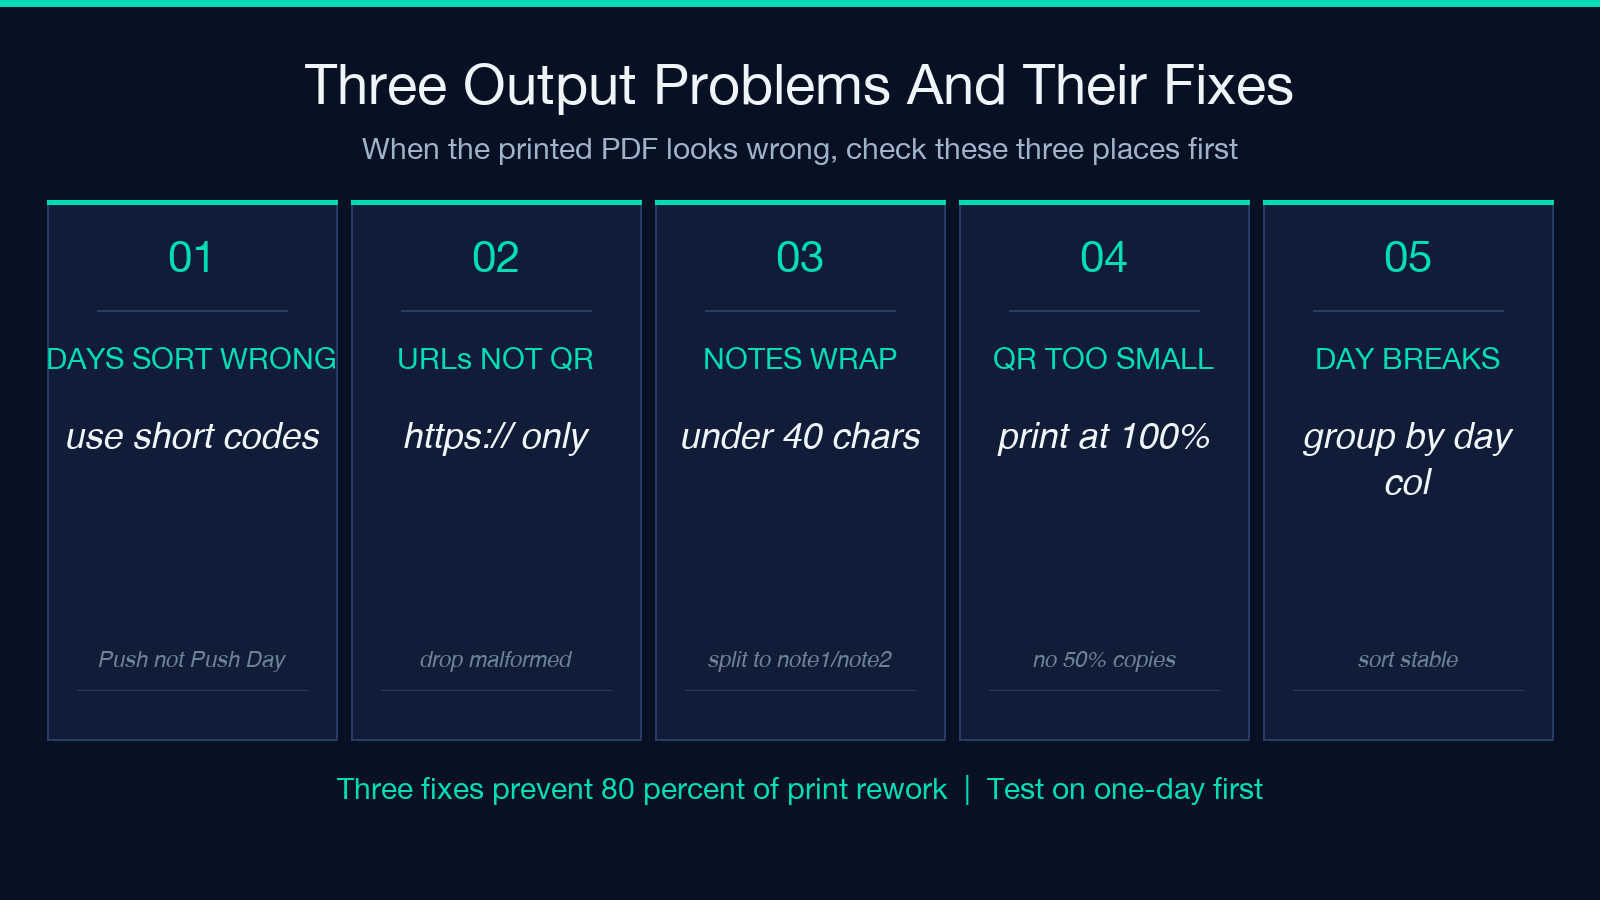 Three Output Problems And Their Fixes
When the printed PDF looks wrong, check these three places first
01
DAYS SORT WRONG
use short codes
Push not Push Day
02
URLs NOT QR
https:// only
drop malformed
03
NOTES WRAP
under 40 chars
split to note1/note2
04
QR TOO SMALL
print at 100%
no 50% copies
05
DAY BREAKS
group by day
col
sort stable
Three fixes prevent 80 percent of print rework | Test on one-day first